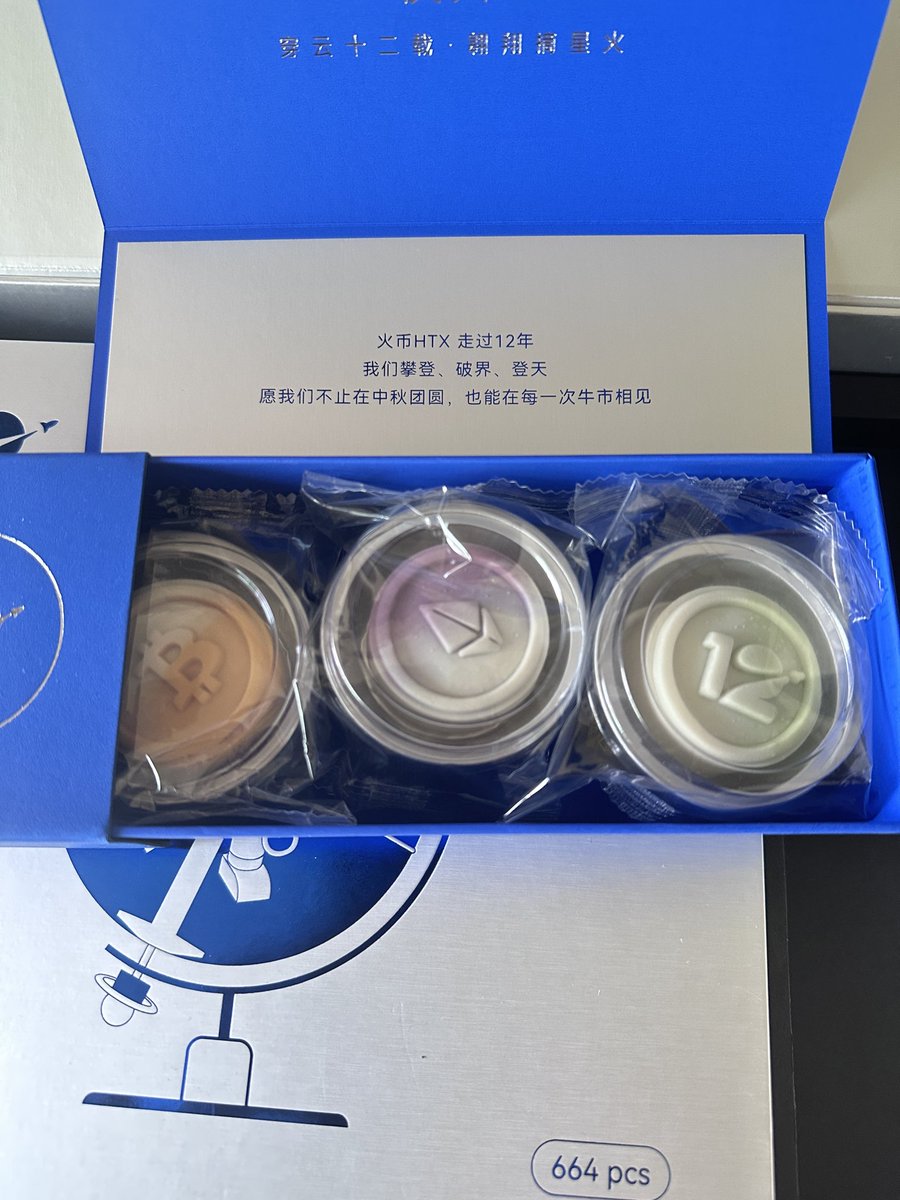 穿云十二载·翱翔摘星火
火币HTX 走过12年
我们攀登、破界、登天
愿我们不止在中秋团圆，也能在每一次牛市相见
12
664 pcs